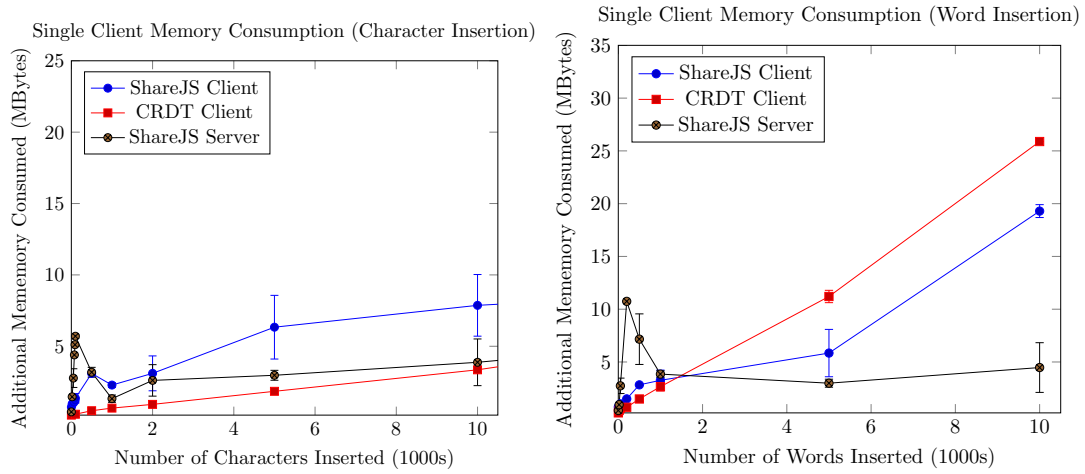 Single Client Memory Consumption (Character Insertion)
25
20
15
10
5
0
2
4
6
8
10
Additional Mememory Consumed (MBytes)
Number of Characters Inserted (1000s)
ShareJS Client
CRDT Client
ShareJS Server
Single Client Memory Consumption (Word Insertion)
35
30
25
20
15
10
5
0
2
4
6
8
10
Additional Mememory Consumed (MBytes)
Number of Words Inserted (1000s)
ShareJS Client
CRDT Client
ShareJS Server